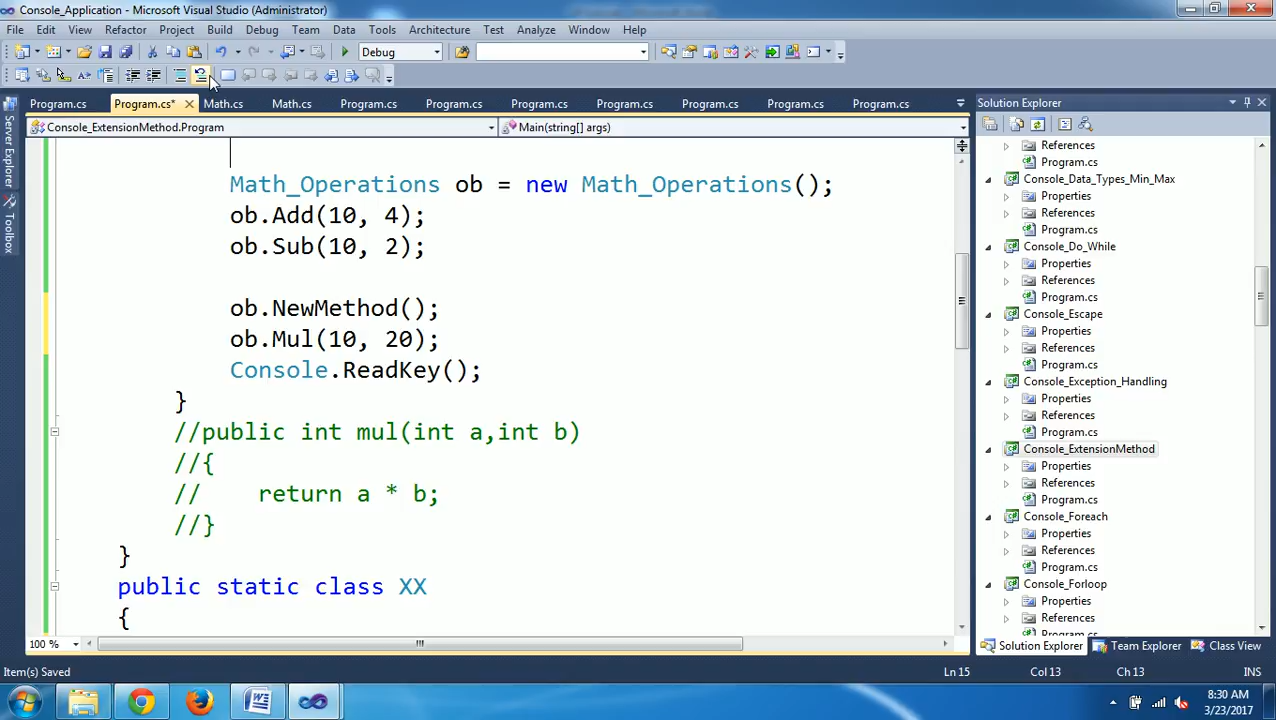 Console_Application - Microsoft Visual Studio (Administrator)
File Edit View Refactor Project Build Debug Team Data Tools Architecture Test Analyze Window Help
Debug
Program.cs Program.cs* Math.cs Math.cs Program.cs Program.cs Program.cs Program.cs Program.cs Program.cs Program.cs
Solution Explorer
Console_ExtensionMethod.Program
Main(string[] args)
Server Explorer
Toolbox
Math_Operations ob = new Math_Operations();
ob.Add(10, 4);
ob.Sub(10, 2);
ob.NewMethod();
ob.Mul(10, 20);
Console.ReadKey();
}
//public int mul(int a,int b)
//{
//    return a * b;
//}
}
public static class XX
{
100 %
References
Program.cs
Console_Data_Types_Min_Max
Properties
References
Program.cs
Console_Do_While
Properties
References
Program.cs
Console_Escape
Properties
References
Program.cs
Console_Exception_Handling
Properties
References
Program.cs
Console_ExtensionMethod
Properties
References
Program.cs
Console_Foreach
Properties
References
Program.cs
Console_Forloop
Properties
References
Program.cs
Solution Explorer Team Explorer Class View
Item(s) Saved
Ln 15 Col 13 Ch 13 INS
8:30 AM
3/23/2017